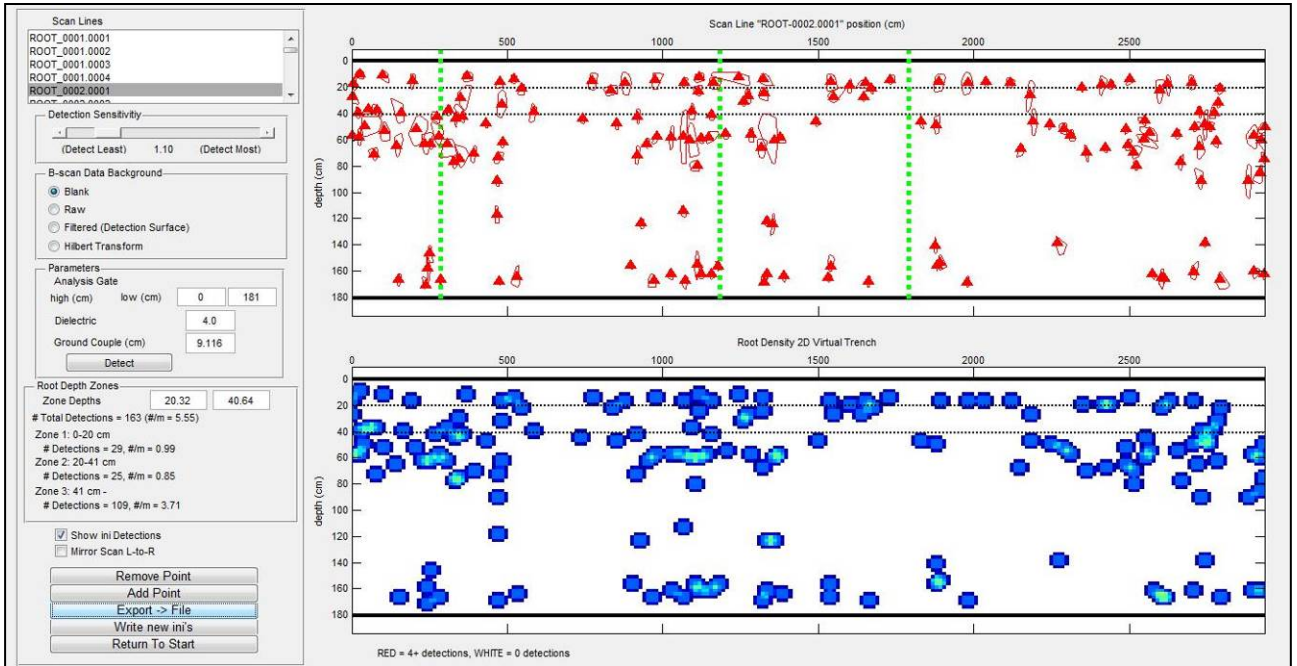 Scan Lines
ROOT_0001.0001
ROOT_0001.0002
ROOT_0001.0003
ROOT_0001.0004
ROOT_0002.0001
Detection Sensitivity
(Detect Least) 1.10 (Detect Most)
B-scan Data Background
Blank
Raw
Filtered (Detection Surface)
Hilbert Transform
Parameters
Analysis Gate
high (cm) low (cm) 0 181
Dielectric 4.0
Ground Couple (cm) 9.116
Detect
Root Depth Zones
Zone Depths 20.32 40.64
# Total Detections = 163 (#/m = 5.55)
Zone 1: 0-20 cm
# Detections = 29, #/m = 0.99
Zone 2: 20-41 cm
# Detections = 25, #/m = 0.85
Zone 3: 41 cm -
# Detections = 109, #/m = 3.71
Show ini Detections
Mirror Scan L-to-R
Remove Point
Add Point
Export -> File
Write new ini's
Return To Start
Scan Line "ROOT-0002.0001" position (cm)
0 500 1000 1500 2000 2500
0
20
40
60
80
100
120
140
160
180
depth (cm)
Root Density 2D Virtual Trench
0 500 1000 1500 2000 2500
0
20
40
60
80
100
120
140
160
180
depth (cm)
RED = 4+ detections, WHITE = 0 detections